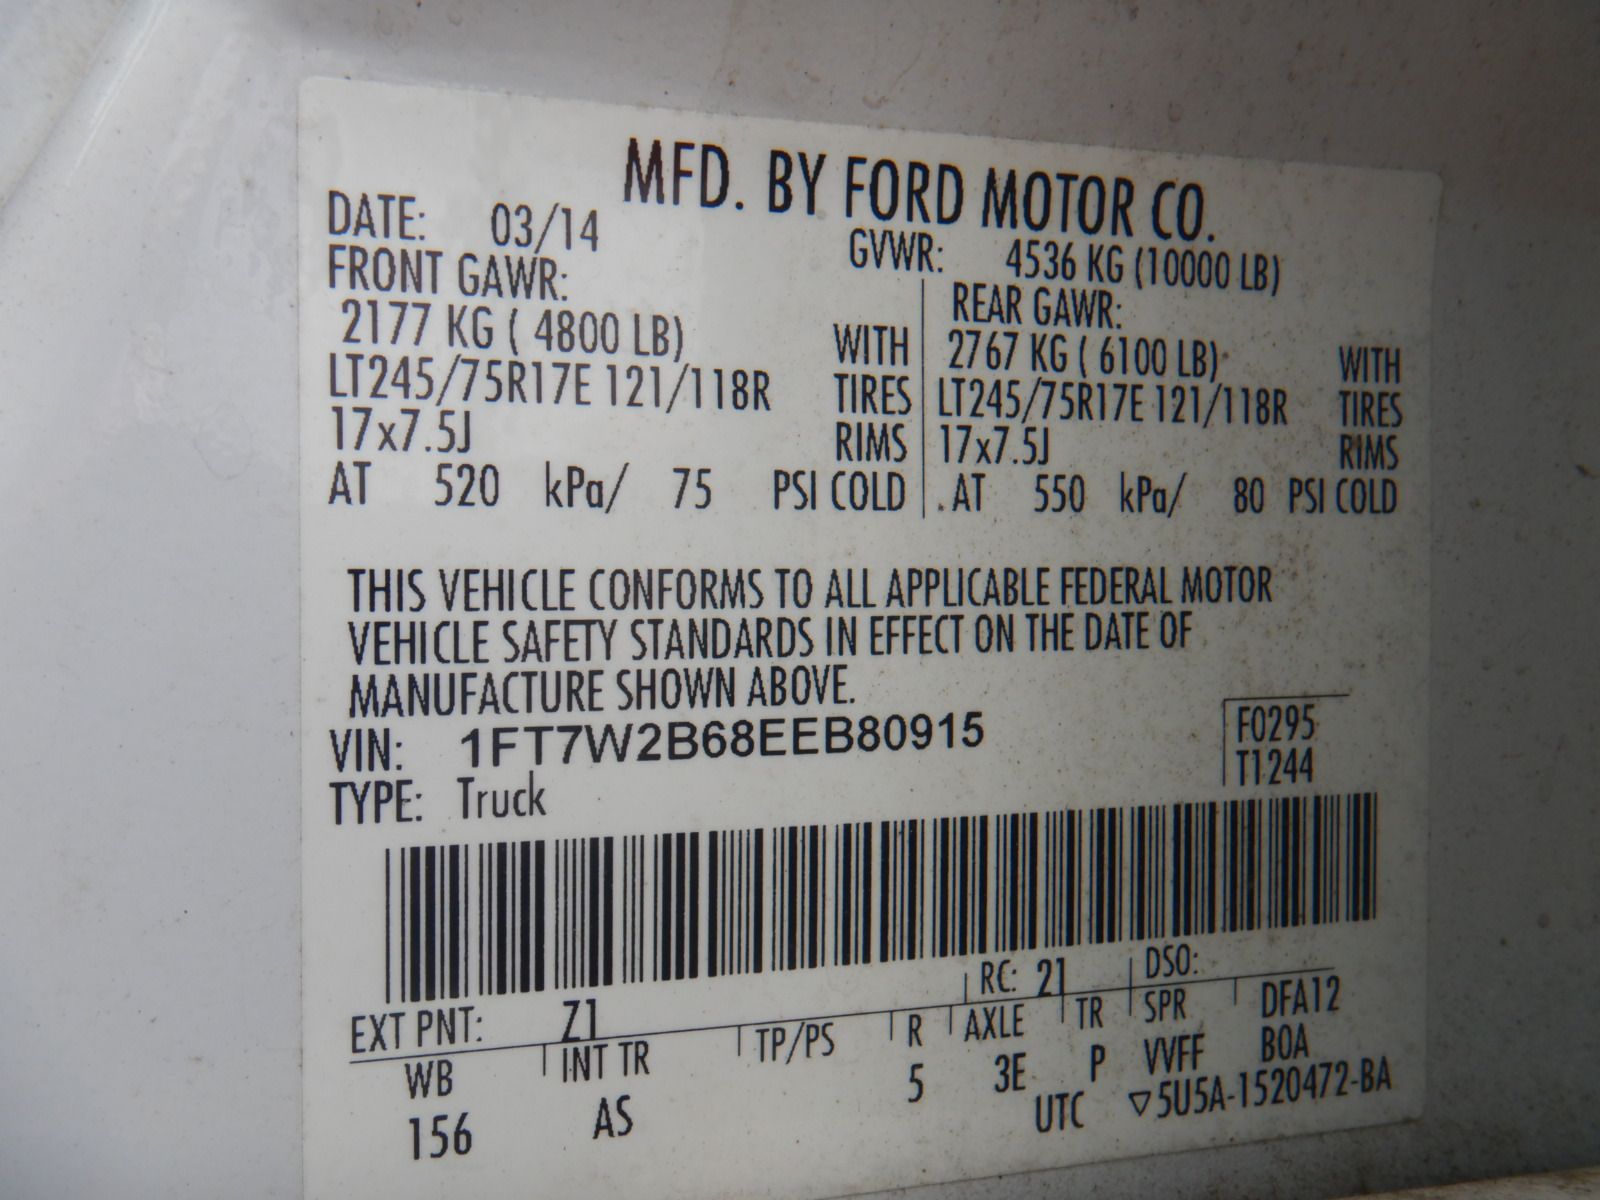 MFD. BY FORD MOTOR CO.
DATE: 03/14 GVWR: 4536 KG (10000 LB)
FRONT GAWR: REAR GAWR:
2177 KG ( 4800 LB) WITH 2767 KG ( 6100 LB) WITH
LT245/75R17E 121/118R TIRES LT245/75R17E 121/118R TIRES
17x7.5J RIMS 17x7.5J RIMS
AT 520 kPa/ 75 PSI COLD AT 550 kPa/ 80 PSI COLD
THIS VEHICLE CONFORMS TO ALL APPLICABLE FEDERAL MOTOR
VEHICLE SAFETY STANDARDS IN EFFECT ON THE DATE OF
MANUFACTURE SHOWN ABOVE.
VIN: 1FT7W2B68EEB80915 F0295
TYPE: Truck T1244
EXT PNT: Z1 RC: 21 DSO:
WB INT TR TP/PS R AXLE TR SPR DFA12
156 AS 5 3E P VVFF BOA
UTC ▽5U5A-1520472-BA